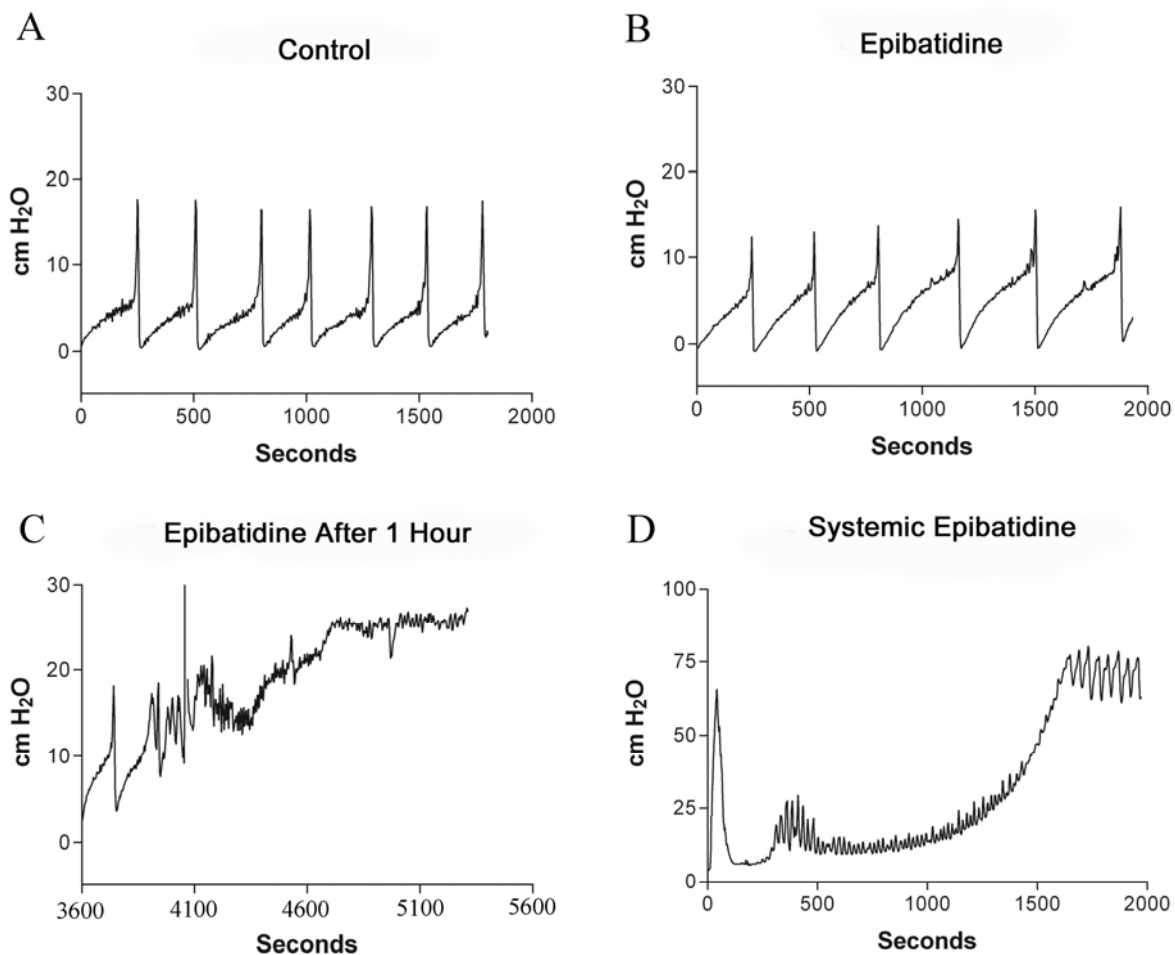 A
Control
30
20
10
0
cm H₂O
0 500 1000 1500 2000
Seconds
B
Epibatidine
30
20
10
0
cm H₂O
0 500 1000 1500 2000
Seconds
C
Epibatidine After 1 Hour
30
20
10
0
cm H₂O
3600 4100 4600 5100 5600
Seconds
D
Systemic Epibatidine
100
75
50
25
0
cm H₂O
0 500 1000 1500 2000
Seconds